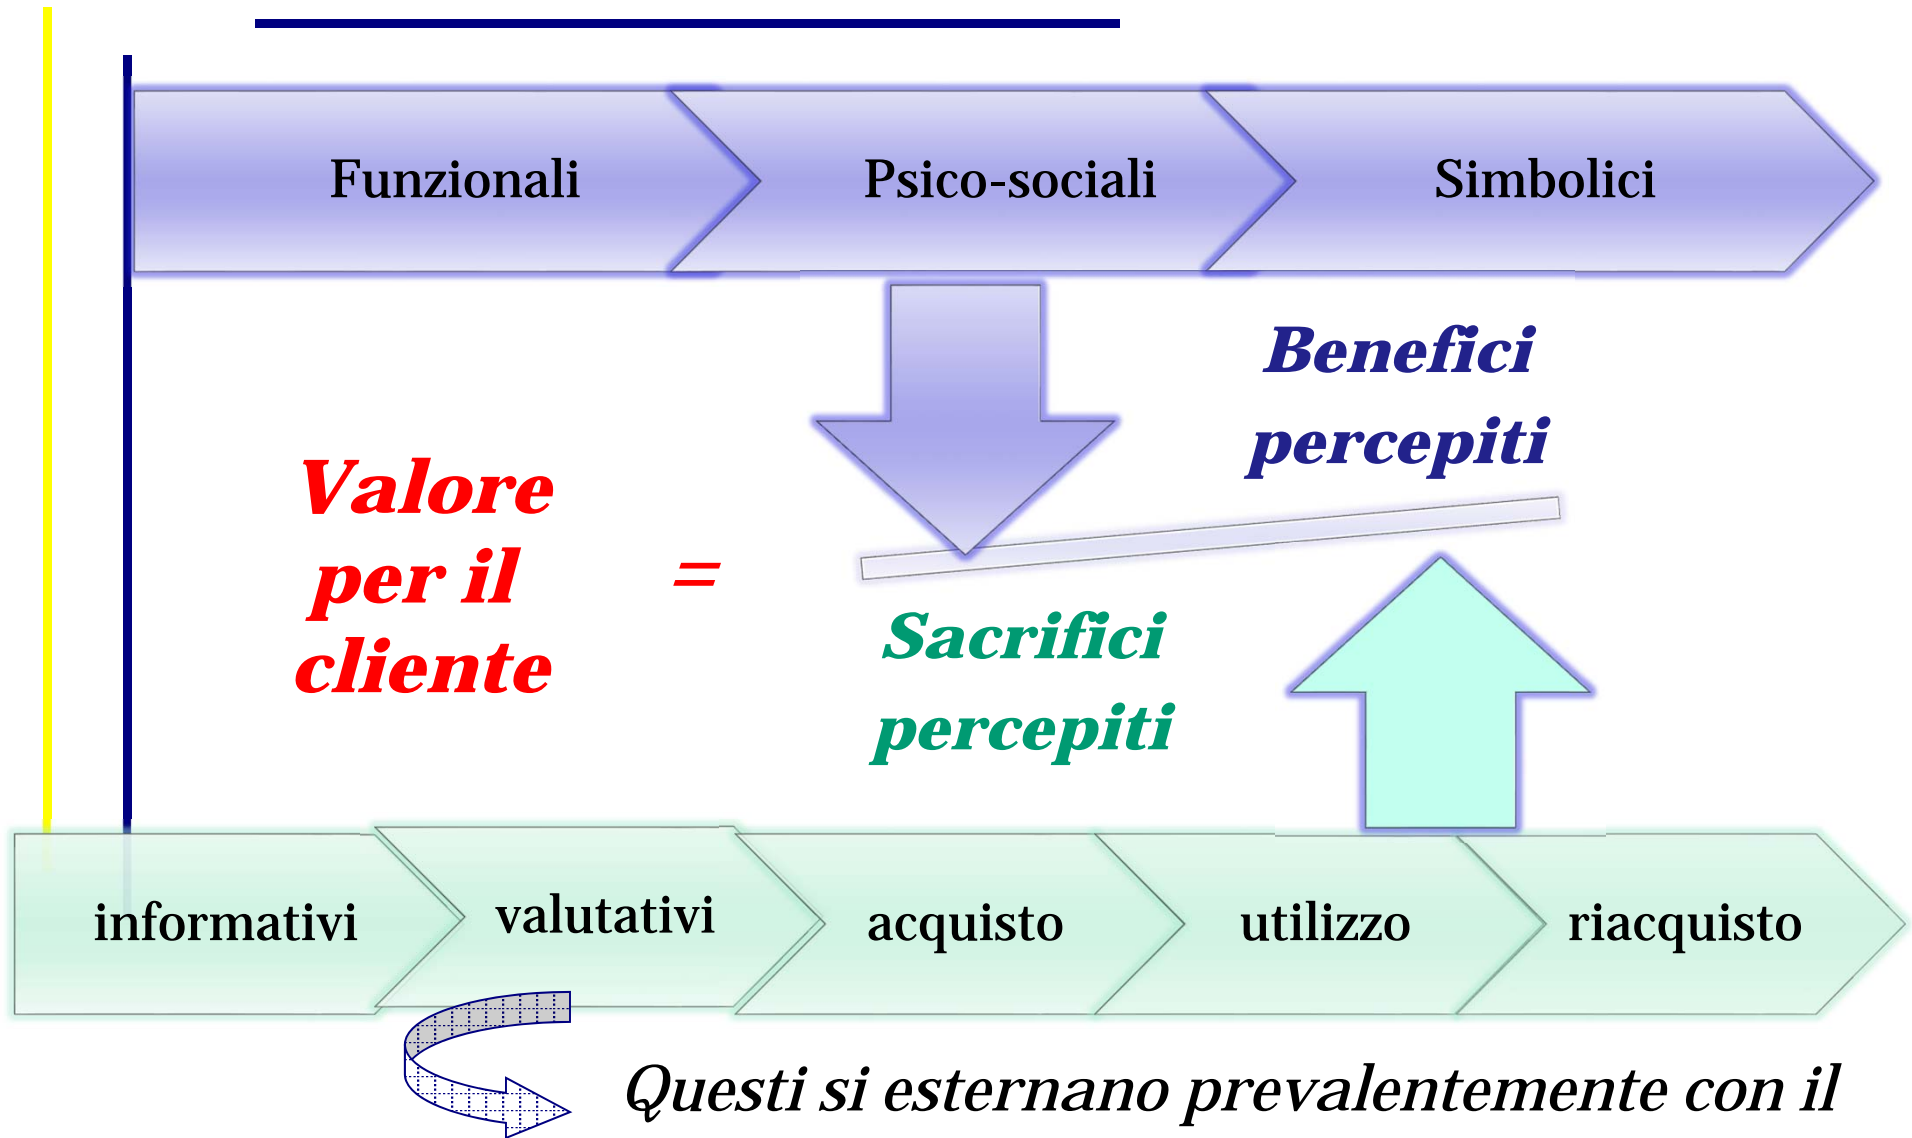 Funzionali Psico-sociali Simbolici
Benefici
percepiti
Valore
per il
cliente
=
Sacrifici
percepiti
informativi valutativi acquisto utilizzo riacquisto
Questi si esternano prevalentemente con il